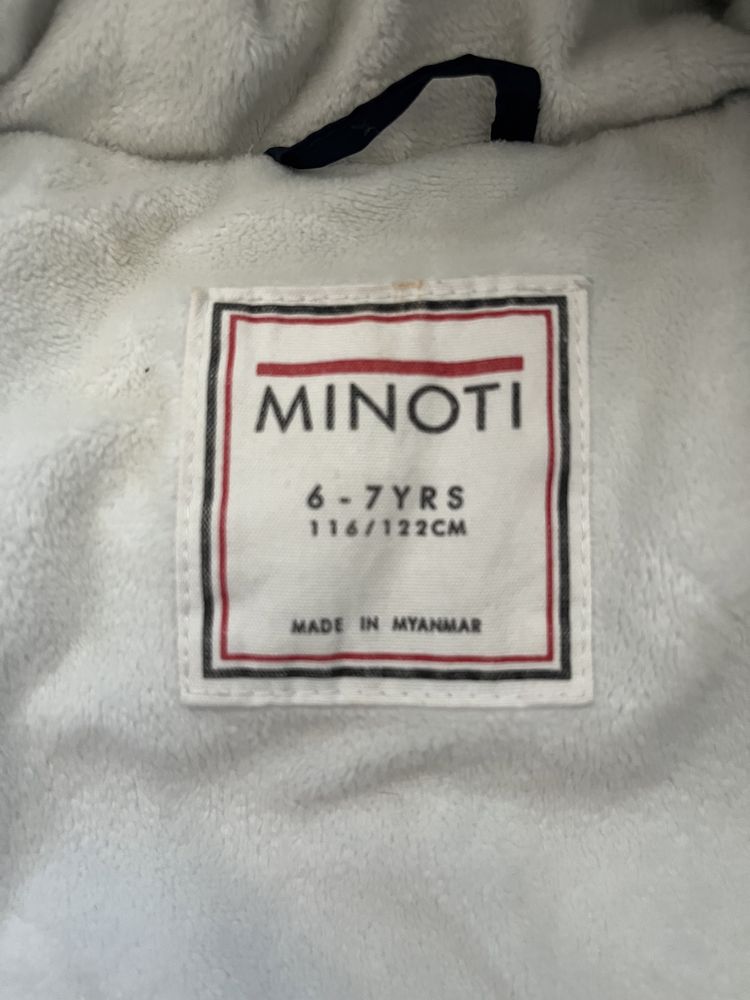 MINOTI
6 - 7YRS
116/122CM
MADE IN MYANMAR